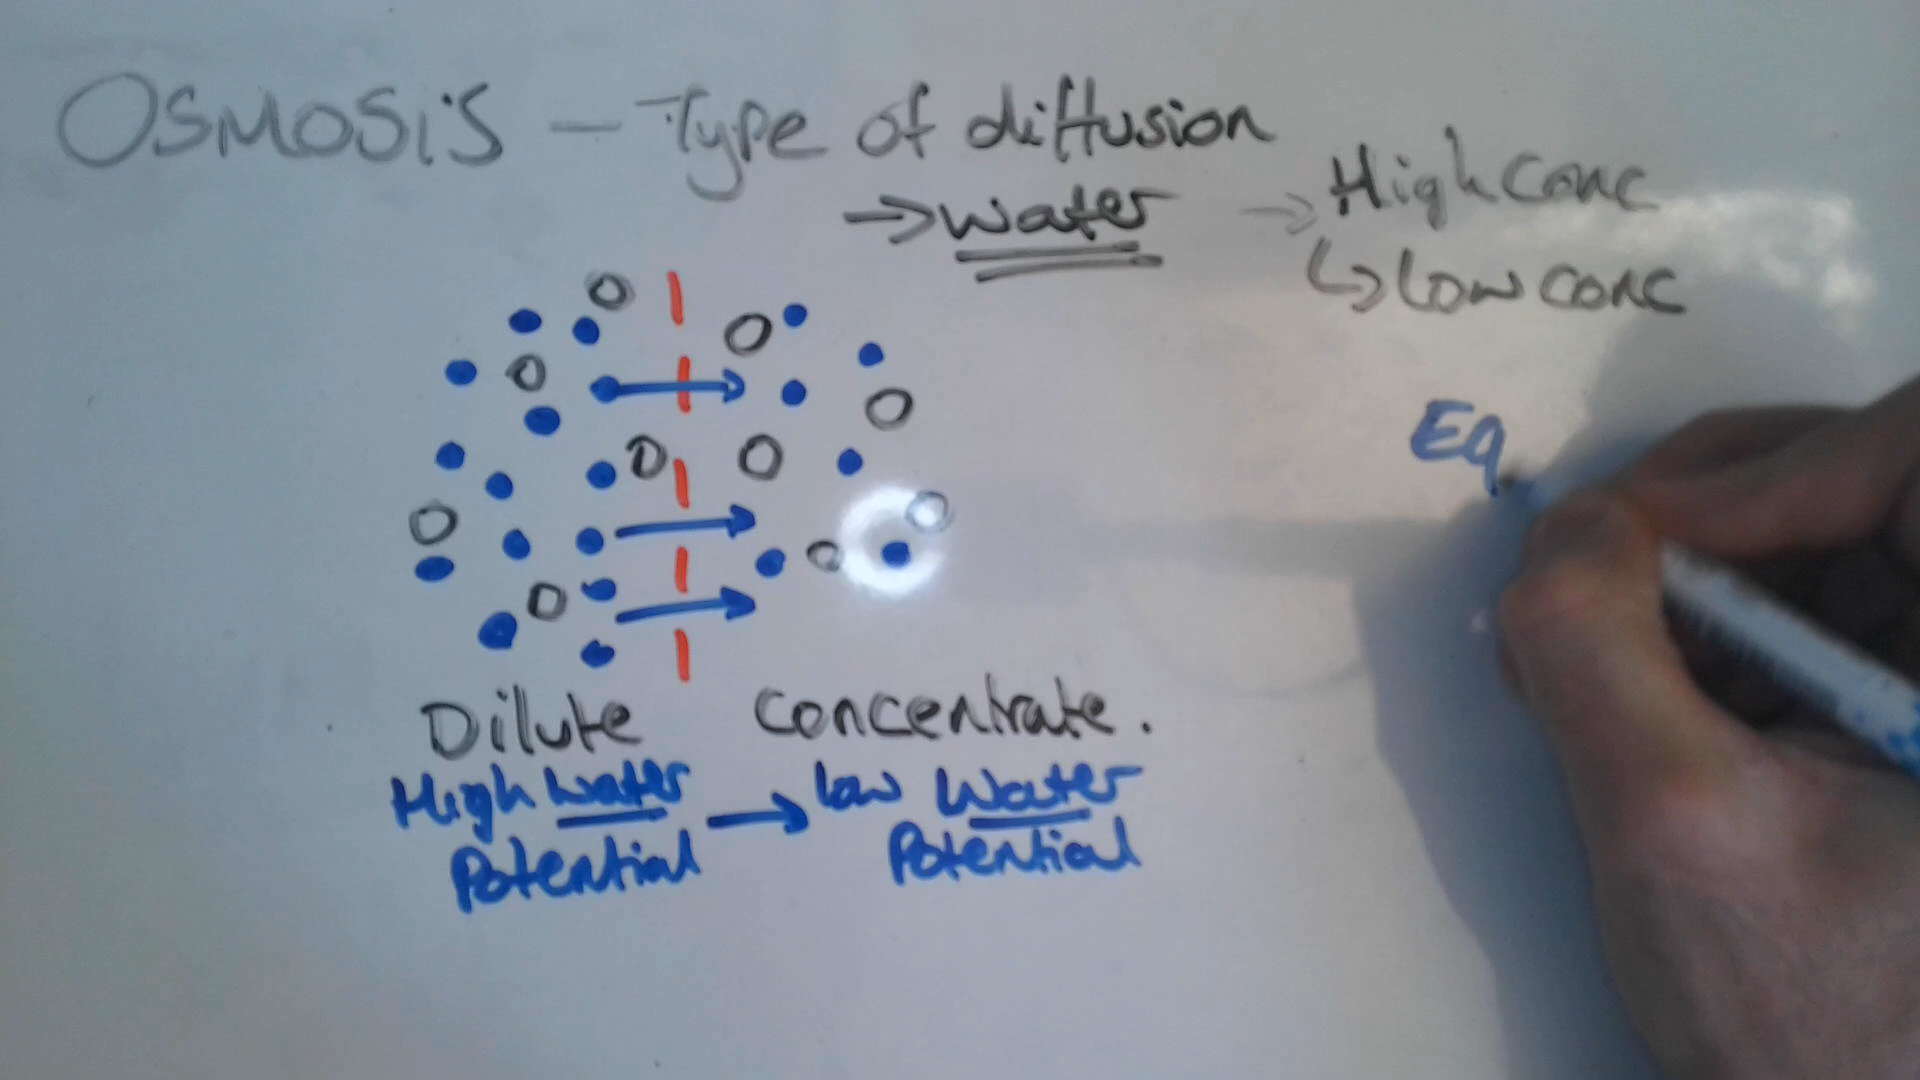 OSMOSiS – Type of diffusion
→ Water → High conc
↳ Low conc
Eq
Dilute Concentrate.
High Water → Low Water
Potential Potential